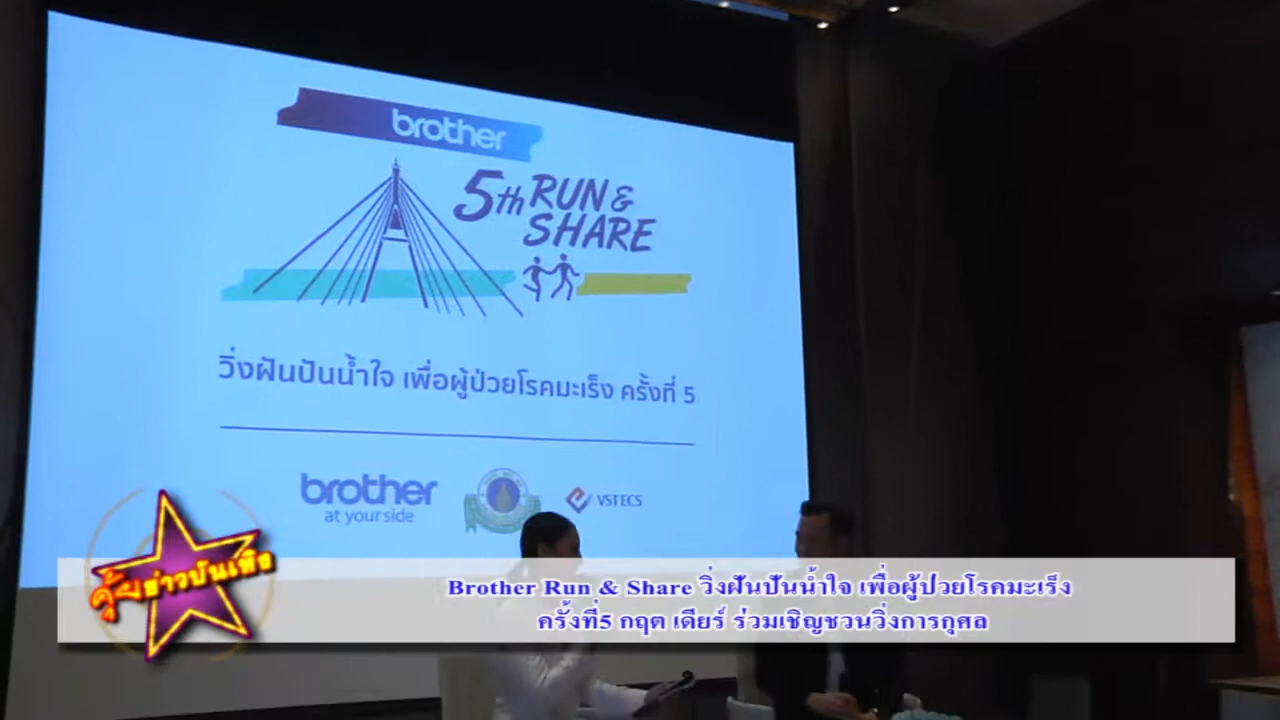 brother
5th RUN &
SHARE
วิ่งฝันปันน้ำใจ เพื่อผู้ป่วยโรคมะเร็ง ครั้งที่ 5
brother
at your side
VSTECS
คุ้ยข่าวบันเทิง
Brother Run & Share วิ่งฝันปันน้ำใจ เพื่อผู้ป่วยโรคมะเร็ง
ครั้งที่5 กฤต เดียร์ ร่วมเชิญชวนวิ่งการกุศล